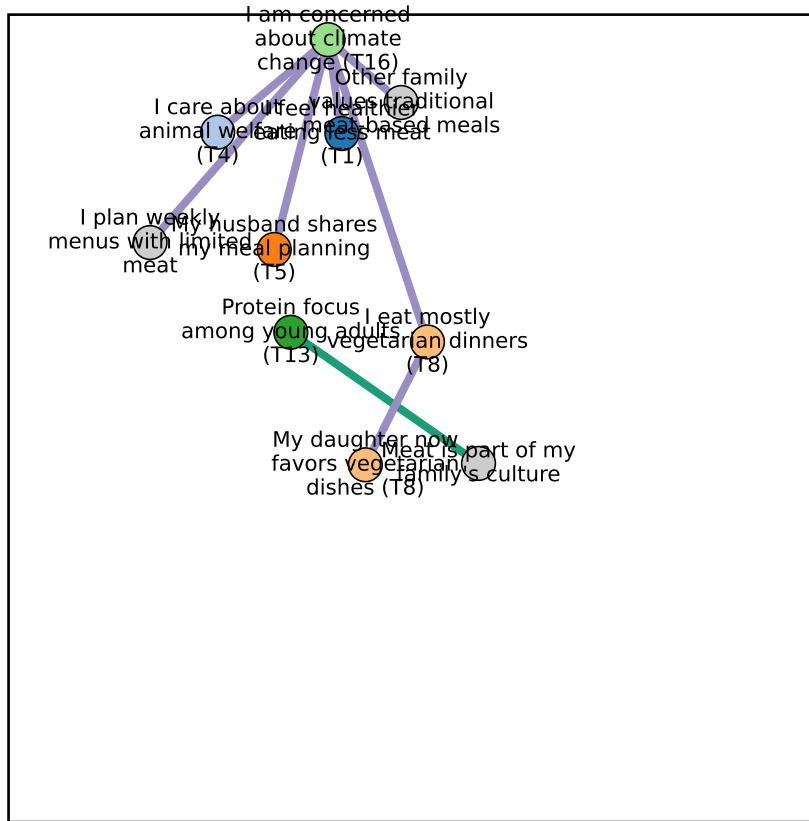 I am concerned
about climate
change (T16)
Other family
values traditional
meat-based meals
I care about
animal welfare
(T4)
I feel healthier
eating less meat
(T1)
I plan weekly
menus with limited
meat
My husband shares
my meal planning
(T5)
Protein focus
among young adults
(T13)
I eat mostly
vegetarian dinners
(T8)
My daughter now
favors vegetarian
dishes (T8)
Meat is part of my
family's culture